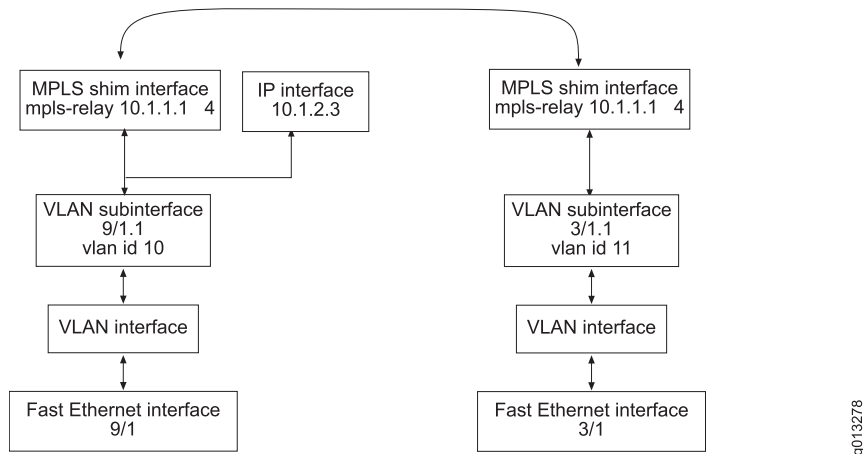 MPLS shim interface
mpls-relay 10.1.1.1 4
IP interface
10.1.2.3
MPLS shim interface
mpls-relay 10.1.1.1 4
VLAN subinterface
9/1.1
vlan id 10
VLAN subinterface
3/1.1
vlan id 11
VLAN interface
VLAN interface
Fast Ethernet interface
9/1
Fast Ethernet interface
3/1
g013278